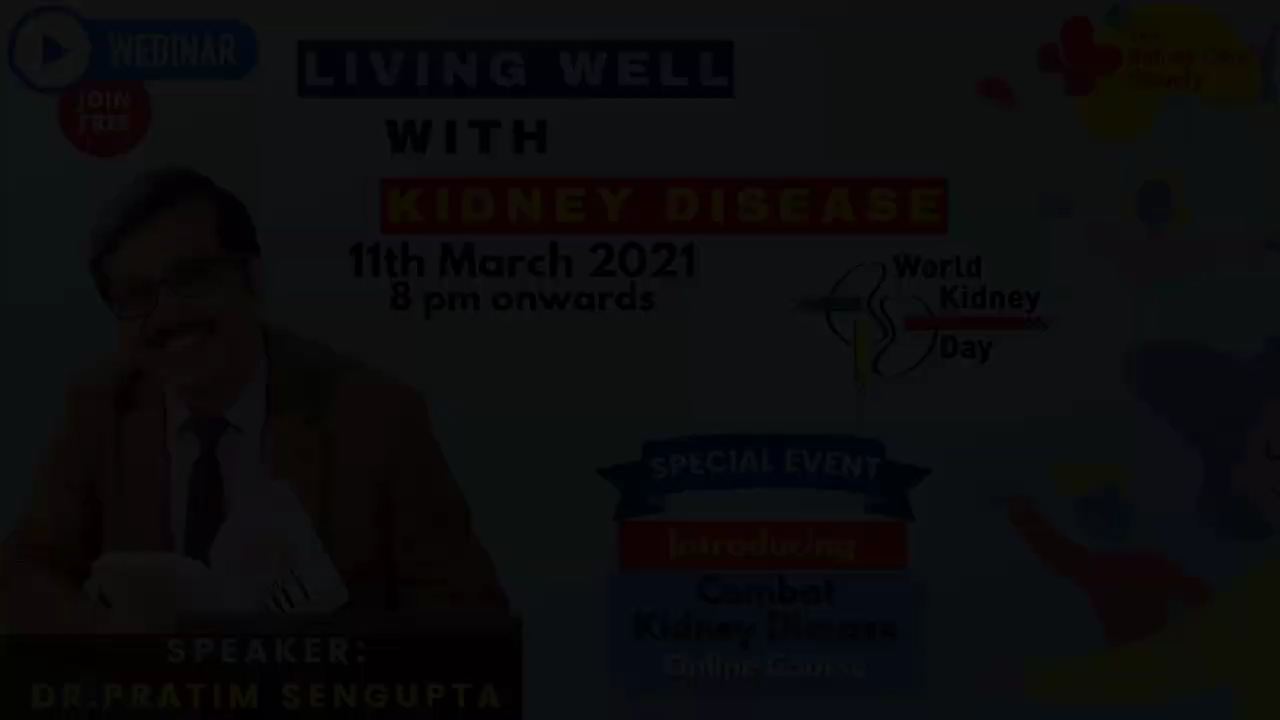 WEBINAR
JOIN
FREE
LIVING WELL
WITH
KIDNEY DISEASE
11th March 2021
8 pm onwards
World
Kidney
Day
SPECIAL EVENT
Introducing
Combat
Kidney Disease
Online Course
SPEAKER:
DR.PRATIM SENGUPTA